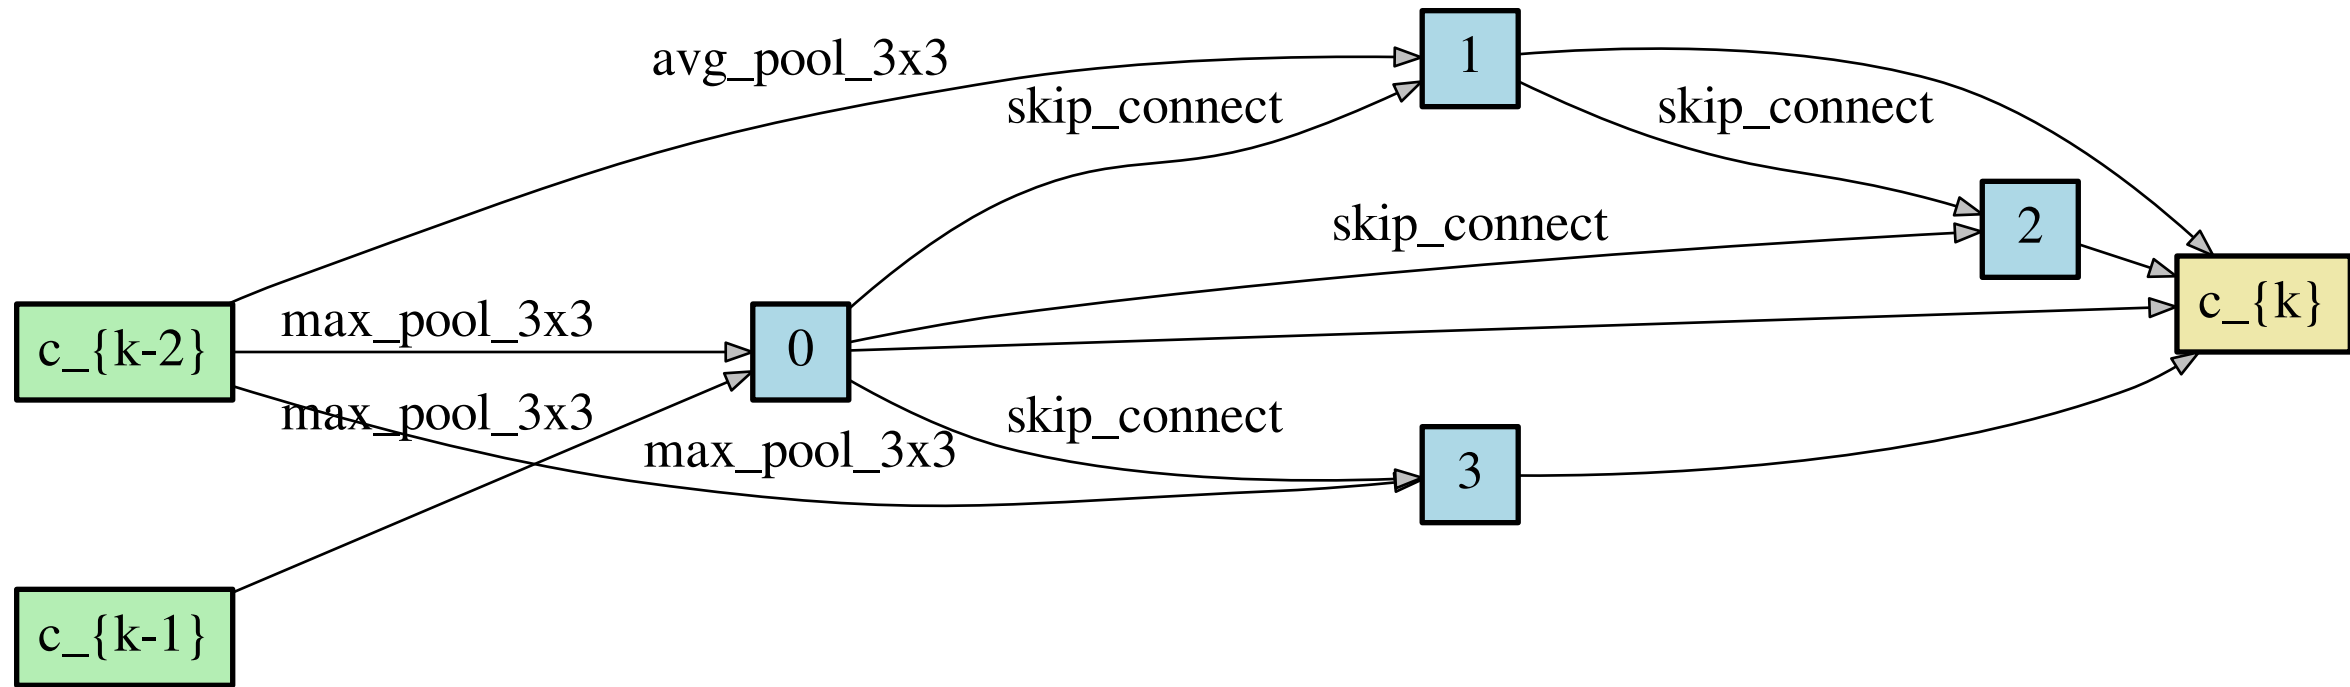 avg_pool_3x3
1
skip_connect
skip_connect
skip_connect
2
c_{k-2}
max_pool_3x3
0
c_{k}
max_pool_3x3
skip_connect
max_pool_3x3
3
c_{k-1}